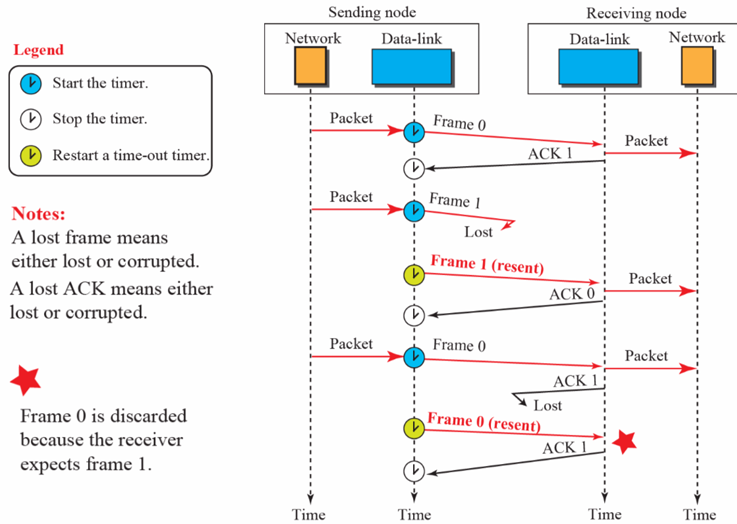 Sending node
Receiving node
Network
Data-link
Data-link
Network
Legend
Start the timer.
Stop the timer.
Restart a time-out timer.
Notes:
A lost frame means
either lost or corrupted.
A lost ACK means either
lost or corrupted.
Frame 0 is discarded
because the receiver
expects frame 1.
Packet
Frame 0
ACK 1
Packet
Packet
Frame 1
Lost
Frame 1 (resent)
Packet
ACK 0
Packet
Frame 0
Packet
ACK 1
Lost
Frame 0 (resent)
ACK 1
Time
Time
Time
Time